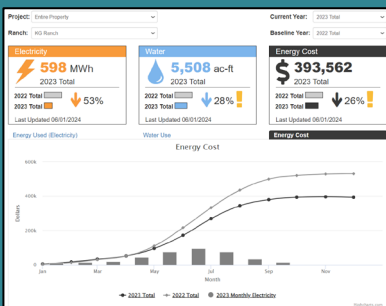 Project: Entire Property
Current Year: 2023 Total
Ranch: KG Ranch
Baseline Year: 2022 Total
Electricity
598 MWh
2023 Total
2022 Total
2023 Total
53%
Last Updated 06/01/2024
Water
5,508 ac-ft
2023 Total
2022 Total
2023 Total
28%
Last Updated 06/01/2024
Energy Cost
$ 393,562
2023 Total
2022 Total
2023 Total
26%
Last Updated 06/01/2024
Energy Used (Electricity)
Water Use
Energy Cost
Energy Cost
Dollars
600k
400k
200k
0
Jan
Mar
May
Jul
Sep
Nov
Month
2023 Total
2022 Total
2023 Monthly Electricity